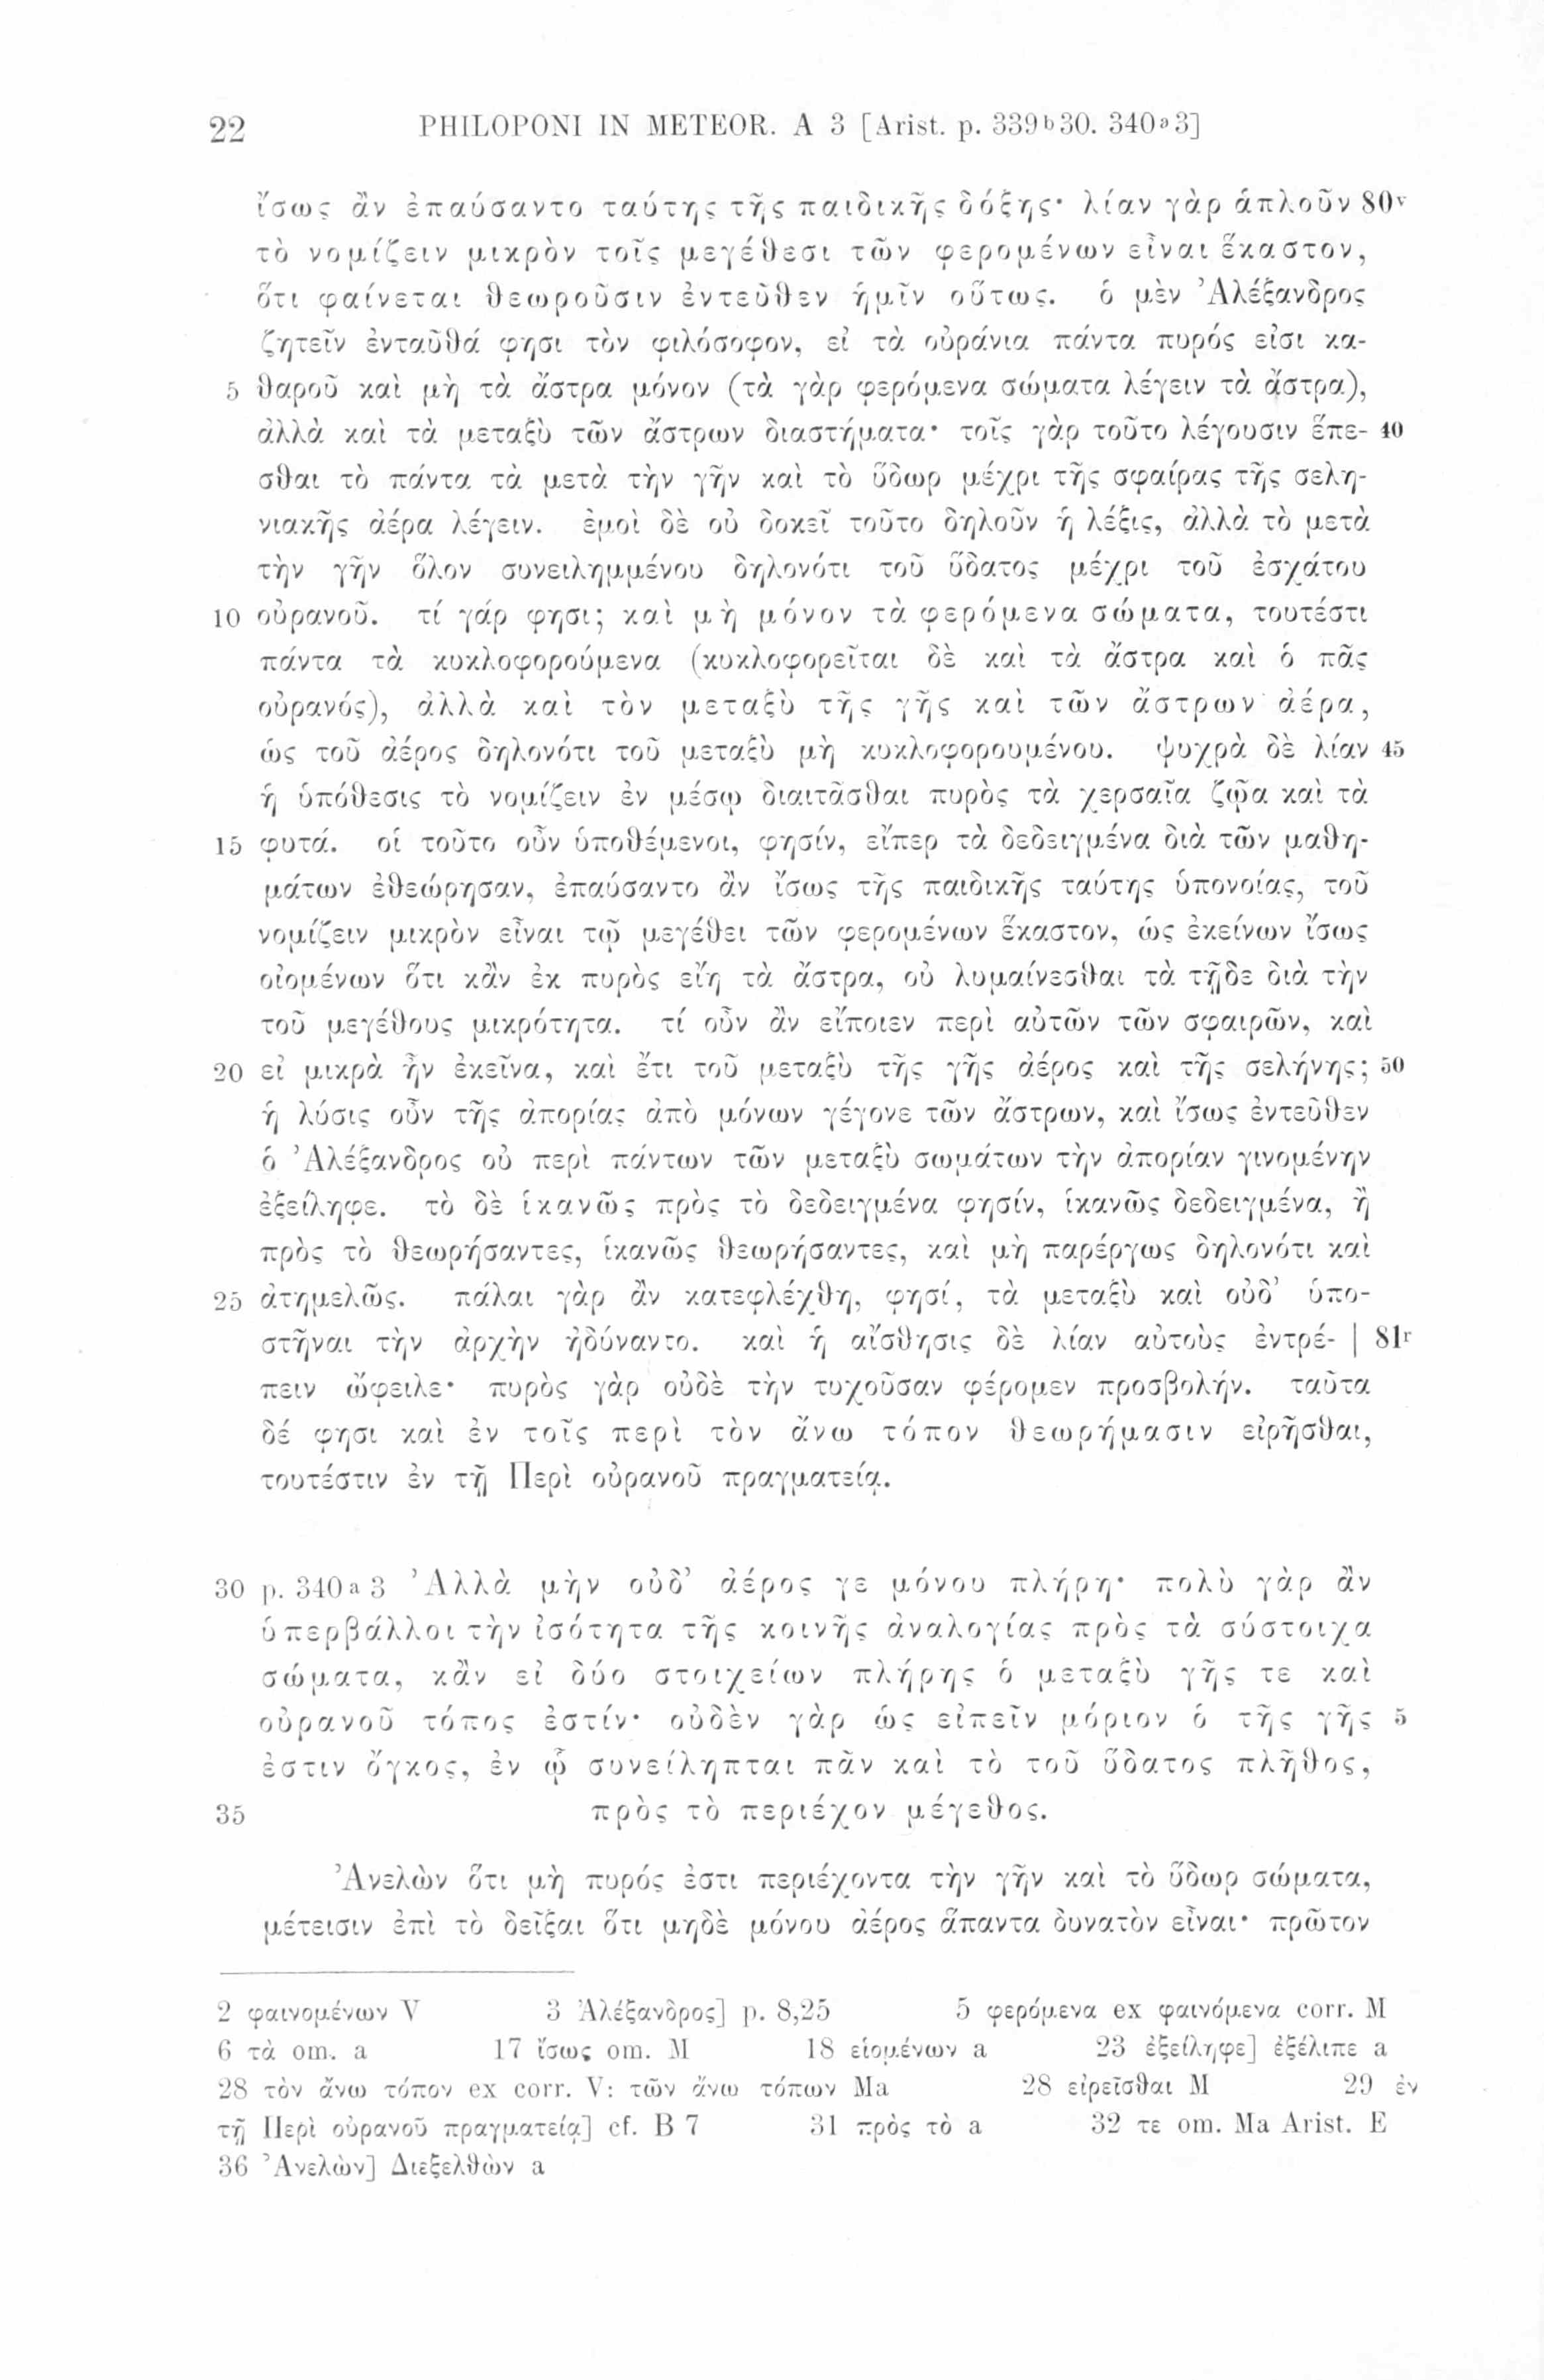 22 PHILOPONI IN METEOR. A 3 [Arist. p. 339b30. 340a3]
ἴσως ἂν ἐπαύσαντο ταύτης τῆς παιδικῆς δόξης· λίαν γὰρ ἁπλοῦν 80v
τὸ νομίζειν μικρὸν τοῖς μεγέθεσι τῶν φερομένων εἶναι ἕκαστον,
ὅτι φαίνεται θεωροῦσιν ἐντεῦθεν ἡμῖν οὕτως. ὁ μὲν Ἀλέξανδρος
ζητεῖν ἐνταῦθά φησι τὸν φιλόσοφον, εἰ τὰ οὐράνια πάντα πυρός εἰσι κα-
5 θαροῦ καὶ μὴ τὰ ἄστρα μόνον (τὰ γὰρ φερόμενα σώματα λέγειν τὰ ἄστρα),
ἀλλὰ καὶ τὰ μεταξὺ τῶν ἄστρων διαστήματα· τοῖς γὰρ τοῦτο λέγουσιν ἕπε- 40
σθαι τὸ πάντα τὰ μετὰ τὴν γῆν καὶ τὸ ὕδωρ μέχρι τῆς σφαίρας τῆς σελη-
νιακῆς ἀέρα λέγειν. ἐμοὶ δὲ οὐ δοκεῖ τοῦτο δηλοῦν ἡ λέξις, ἀλλὰ τὸ μετὰ
τὴν γῆν ὅλον συνειλημμένου δηλονότι τοῦ ὕδατος μέχρι τοῦ ἐσχάτου
10 οὐρανοῦ. τί γάρ φησι; καὶ μὴ μόνον τὰ φερόμενα σώματα, τουτέστι
πάντα τὰ κυκλοφορούμενα (κυκλοφορεῖται δὲ καὶ τὰ ἄστρα καὶ ὁ πᾶς
οὐρανός), ἀλλὰ καὶ τὸν μεταξὺ τῆς γῆς καὶ τῶν ἄστρων ἀέρα,
ὡς τοῦ ἀέρος δηλονότι τοῦ μεταξὺ μὴ κυκλοφορουμένου. ψυχρὰ δὲ λίαν 45
ἡ ὑπόθεσις τὸ νομίζειν ἐν μέσῳ διαιτᾶσθαι πυρὸς τὰ χερσαῖα ζῷα καὶ τὰ
15 φυτά. οἱ τοῦτο οὖν ὑποθέμενοι, φησίν, εἴπερ τὰ δεδειγμένα διὰ τῶν μαθη-
μάτων ἐθεώρησαν, ἐπαύσαντο ἂν ἴσως τῆς παιδικῆς ταύτης ὑπονοίας, τοῦ
νομίζειν μικρὸν εἶναι τῷ μεγέθει τῶν φερομένων ἕκαστον, ὡς ἐκείνων ἴσως
οἰομένων ὅτι κἂν ἐκ πυρὸς εἴη τὰ ἄστρα, οὐ λυμαίνεσθαι τὰ τῇδε διὰ τὴν
τοῦ μεγέθους μικρότητα. τί οὖν ἂν εἴποιεν περὶ αὐτῶν τῶν σφαιρῶν, καὶ
20 εἰ μικρὰ ἦν ἐκεῖνα, καὶ ἔτι τοῦ μεταξὺ τῆς γῆς ἀέρος καὶ τῆς σελήνης; 50
ἡ λύσις οὖν τῆς ἀπορίας ἀπὸ μόνων γέγονε τῶν ἄστρων, καὶ ἴσως ἐντεῦθεν
ὁ Ἀλέξανδρος οὐ περὶ πάντων τῶν μεταξὺ σωμάτων τὴν ἀπορίαν γινομένην
ἐξείληφε. τὸ δὲ ἱκανῶς πρὸς τὸ δεδειγμένα φησίν, ἱκανῶς δεδειγμένα, ἢ
πρὸς τὸ θεωρήσαντες, ἱκανῶς θεωρήσαντες, καὶ μὴ παρέργως δηλονότι καὶ
25 ἀτημελῶς. πάλαι γὰρ ἂν κατεφλέχθη, φησί, τὰ μεταξὺ καὶ οὐδ’ ὑπο-
στῆναι τὴν ἀρχὴν ἠδύναντο. καὶ ἡ αἴσθησις δὲ λίαν αὐτοὺς ἐντρέ- | 81r
πειν ὤφειλε· πυρὸς γὰρ οὐδὲ τὴν τυχοῦσαν φέρομεν προσβολήν. ταῦτα
δέ φησι καὶ ἐν τοῖς περὶ τὸν ἄνω τόπον θεωρήμασιν εἰρῆσθαι,
τουτέστιν ἐν τῇ Περὶ οὐρανοῦ πραγματείᾳ.
30 p. 340a3 Ἀλλὰ μὴν οὐδ’ ἀέρος γε μόνου πλήρη· πολὺ γὰρ ἂν
ὑπερβάλλοι τὴν ἰσότητα τῆς κοινῆς ἀναλογίας πρὸς τὰ σύστοιχα
σώματα, κἂν εἰ δύο στοιχείων πλήρης ὁ μεταξὺ γῆς τε καὶ
οὐρανοῦ τόπος ἐστίν· οὐδὲν γὰρ ὡς εἰπεῖν μόριον ὁ τῆς γῆς 5
ἐστιν ὄγκος, ἐν ᾧ συνείληπται πᾶν καὶ τὸ τοῦ ὕδατος πλῆθος,
35 πρὸς τὸ περιέχον μέγεθος.
Ἀνελὼν ὅτι μὴ πυρός ἐστι περιέχοντα τὴν γῆν καὶ τὸ ὕδωρ σώματα,
μέτεισιν ἐπὶ τὸ δεῖξαι ὅτι μηδὲ μόνου ἀέρος ἅπαντα δυνατὸν εἶναι· πρῶτον
2 φαινομένων V 3 Ἀλέξανδρος] p. 8,25 5 φερόμενα ex φαινόμενα corr. M
6 τὰ om. a 17 ἴσως om. M 18 εἰομένων a 23 ἐξείληφε] ἐξέλιπε a
28 τὸν ἄνω τόπον ex corr. V: τῶν ἄνω τόπων Ma 28 εἰρεῖσθαι M 29 ἐν
τῇ Περὶ οὐρανοῦ πραγματείᾳ] cf. B 7 31 πρὸς τὸ a 32 τε om. Ma Arist. E
36 Ἀνελὼν] Διεξελθὼν a